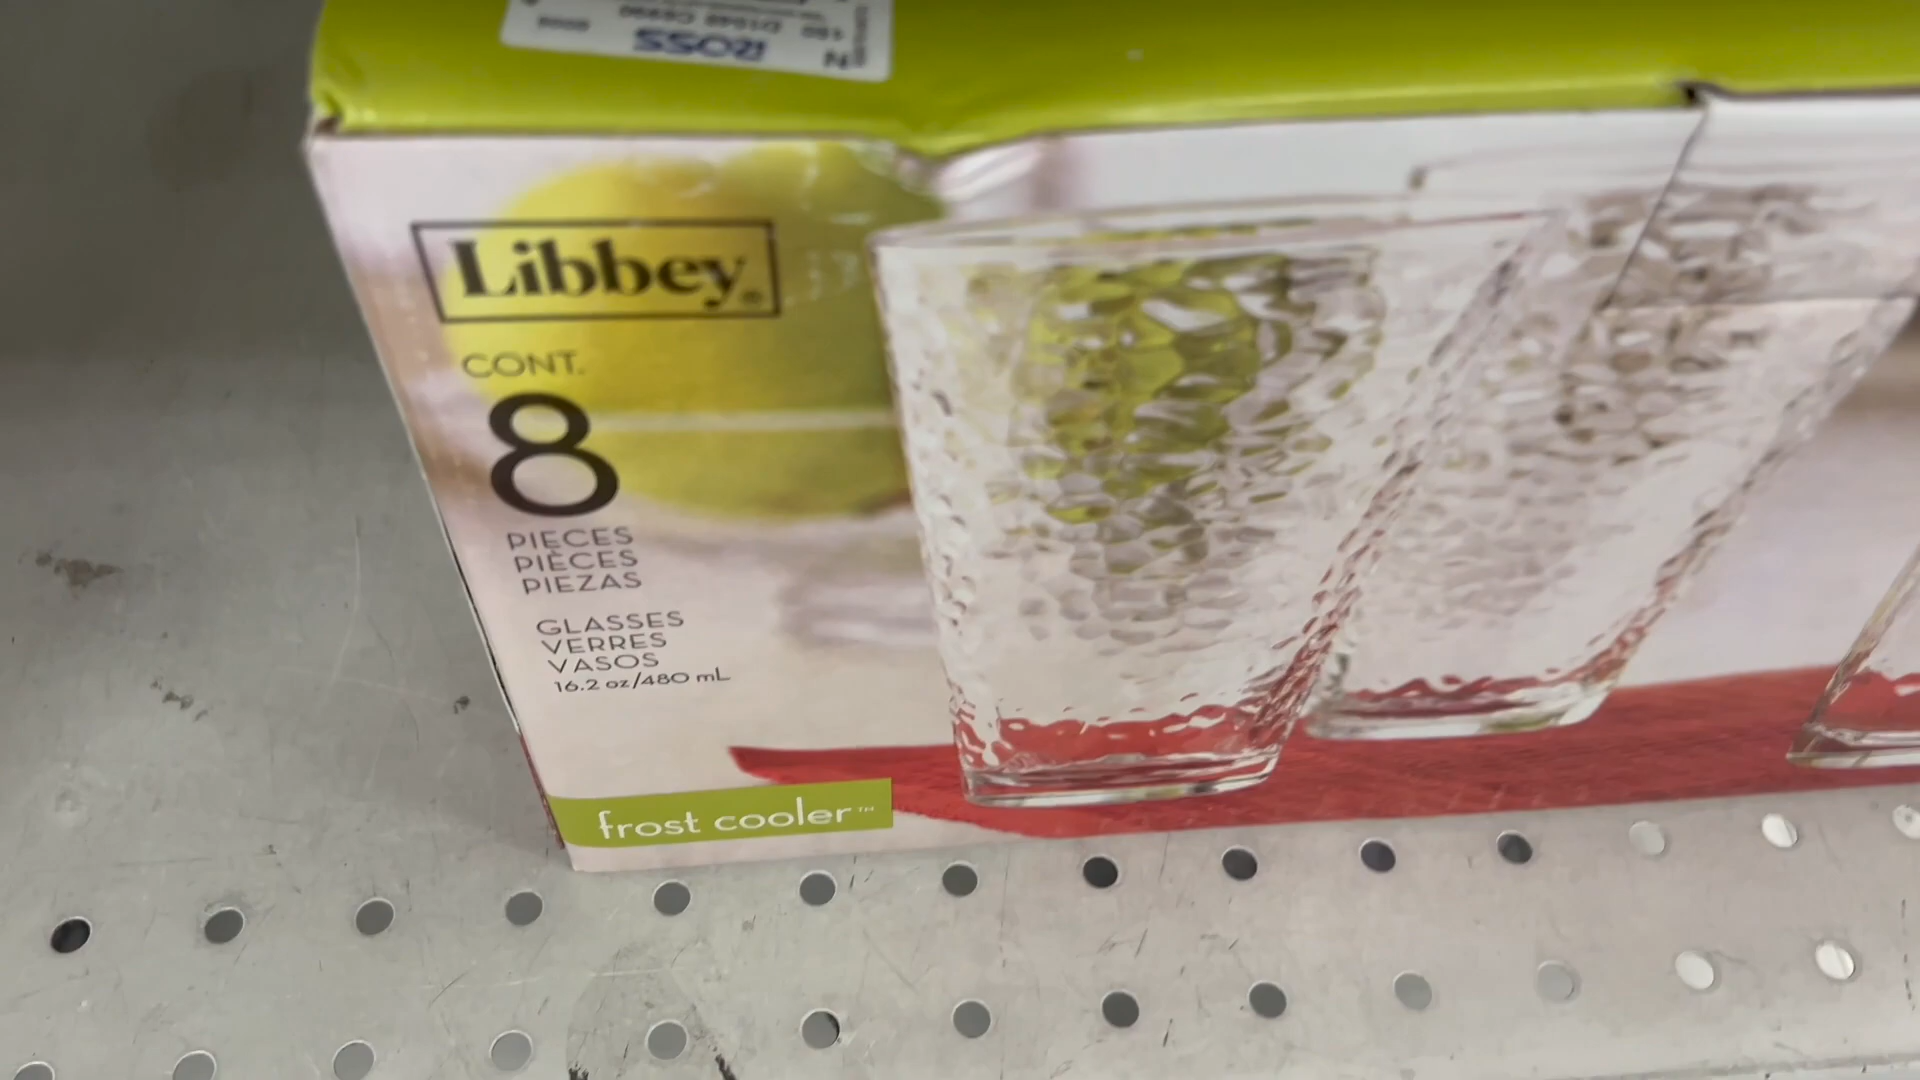 ROSS
Libbey®
CONT.
8
PIECES
PIÈCES
PIEZAS
GLASSES
VERRES
VASOS
16.2 oz/480 mL
frost cooler™